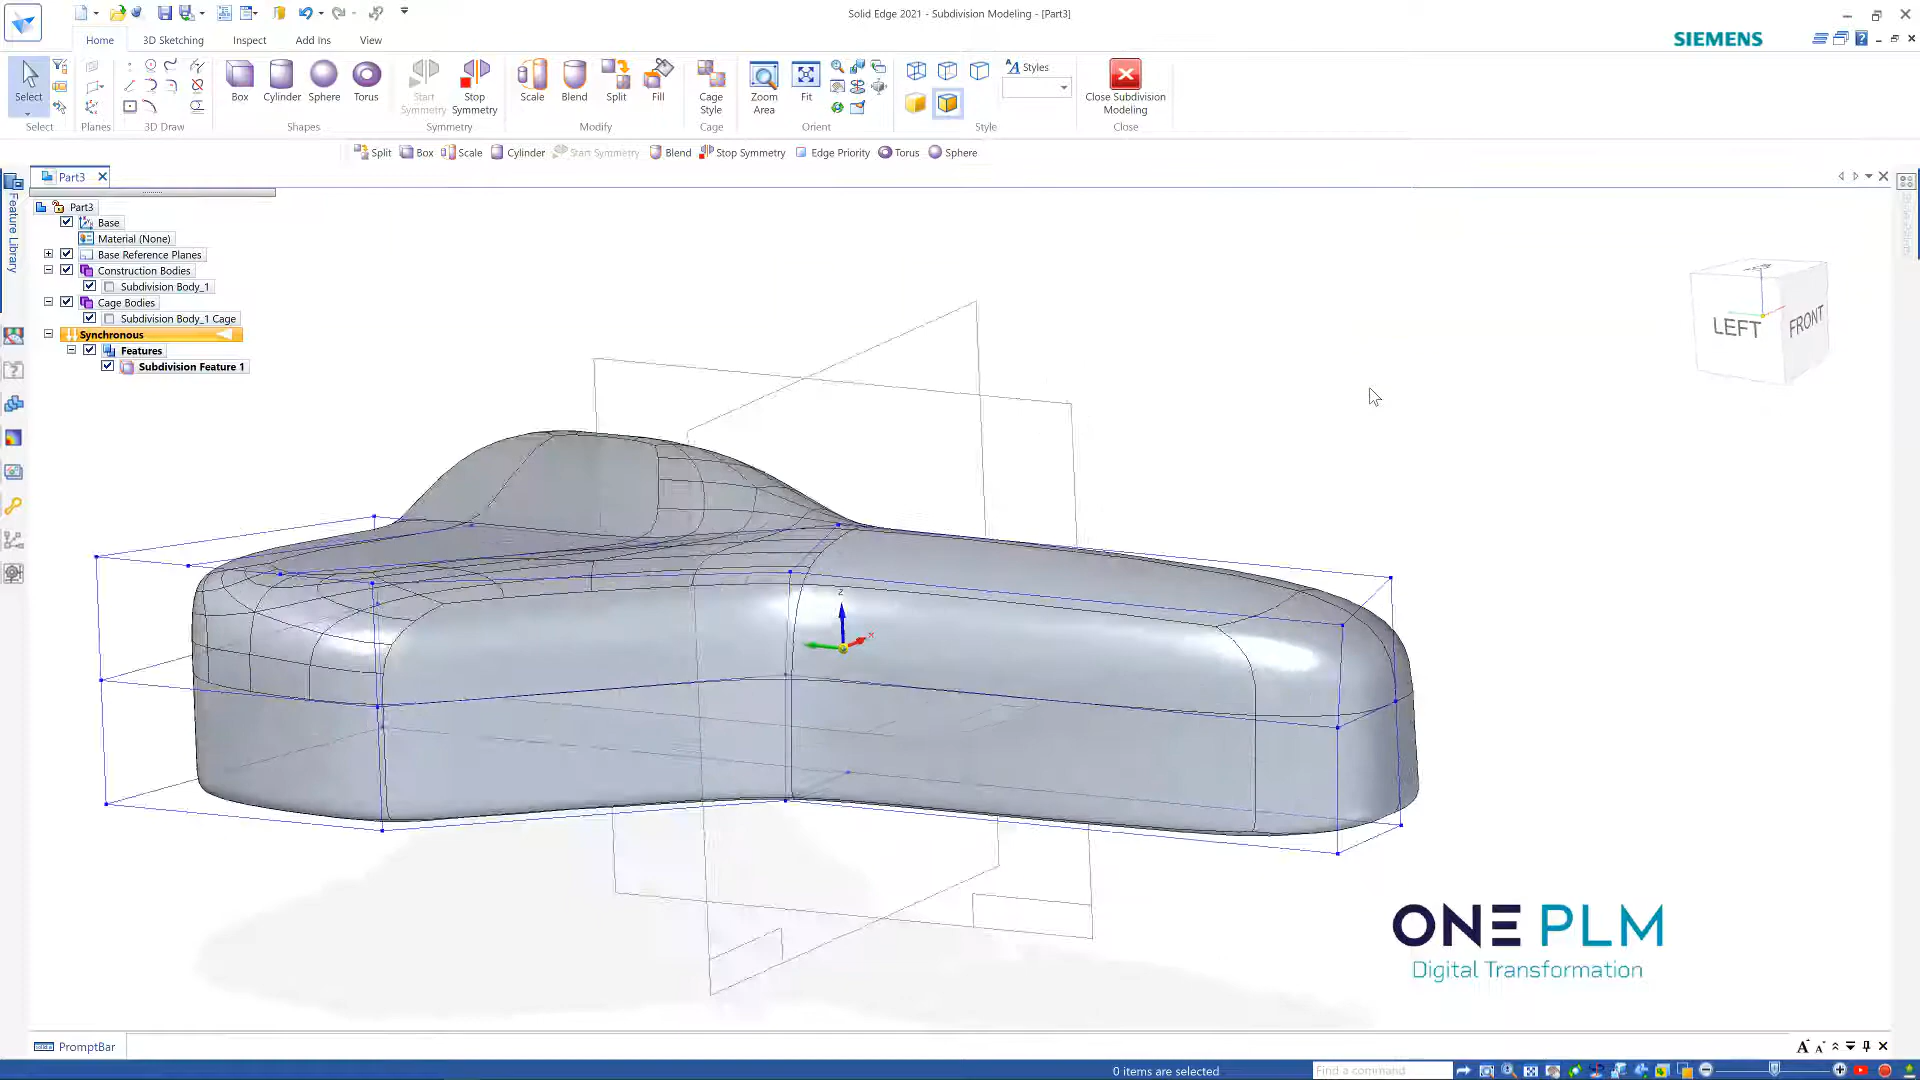 Solid Edge 2021 - Subdivision Modeling - [Part3]
Home 3D Sketching Inspect Add Ins View
SIEMENS
Select
Box Cylinder Sphere Torus
Start Symmetry
Stop Symmetry
Scale Blend Split Fill
Cage Style
Zoom Area
Fit
Styles
Close Subdivision Modeling
Select Planes 3D Draw Shapes Symmetry Modify Cage Orient Style Close
Split Box Scale Cylinder Start Symmetry Blend Stop Symmetry Edge Priority Torus Sphere
Part3
Feature Library
Part3
Base
Material (None)
Base Reference Planes
Construction Bodies
Subdivision Body_1
Cage Bodies
Subdivision Body_1 Cage
Synchronous
Features
Subdivision Feature 1
LEFT
FRONT
Z
X
ONE PLM
Digital Transformation
PromptBar
0 items are selected
Find a command